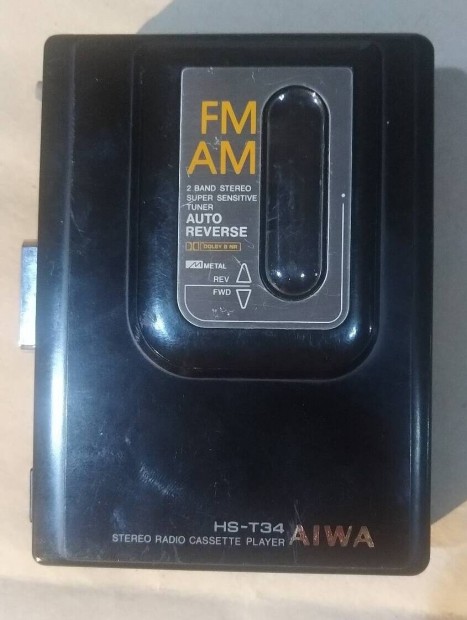 FM
AM
2 BAND STEREO
SUPER SENSITIVE
TUNER
AUTO
REVERSE
DOLBY B NR
METAL
REV
FWD
HS-T34
STEREO RADIO CASSETTE PLAYER AIWA